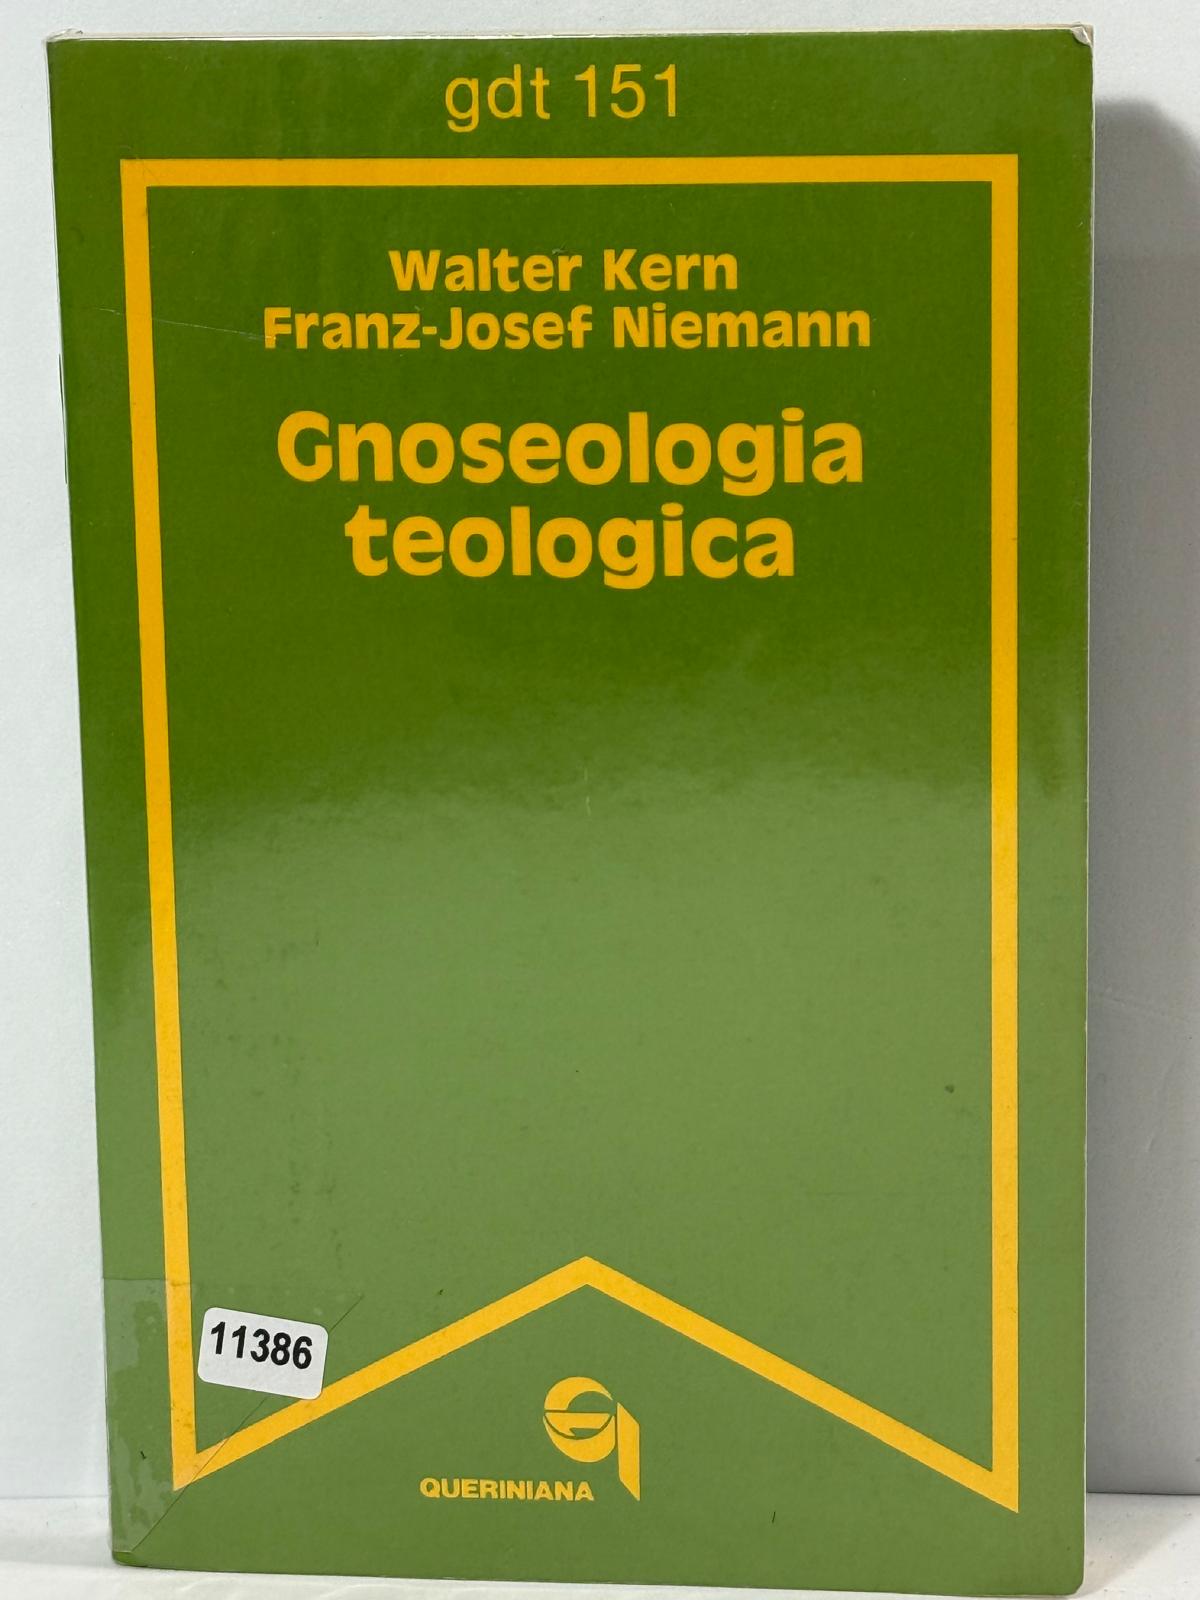 gdt 151
Walter Kern
Franz-Josef Niemann
Gnoseologia
teologica
11386
QUERINIANA